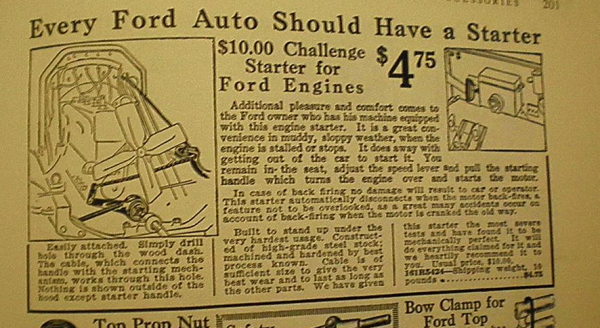 ACCESSORIES 201
Every Ford Auto Should Have a Starter
$10.00 Challenge
Starter for
Ford Engines
$4 75
Additional pleasure and comfort comes to
the Ford owner who has his machine equipped
with this engine starter. It is a great con-
venience in muddy, sloppy weather, when the
engine is stalled or stops. It does away with
getting out of the car to start it. You
remain in the seat, adjust the speed lever and pull the starting
handle which turns the engine over and starts the motor.
In case of back firing no damage will result to car or operator.
This starter automatically disconnects when the motor back-fires, a
feature not to be overlooked, as a great many accidents occur on
account of back-firing when the motor is cranked the old way.
Easily attached. Simply drill
hole through the wood dash.
The cable, which connects the
handle with the starting mech-
anism, works through this hole.
Nothing is shown outside of the
hood except starter handle.
Built to stand up under the
very hardest usage. Construct-
ed of high-grade steel stock;
machined and hardened by best
process known. Cable is of
sufficient size to give the very
best wear and to last as long as
the other parts. We have given
this starter the most severe
tests and have found it to be
mechanically perfect. It will
do everything claimed for it and
we heartily recommend it to
you. Usual price, $10.00.
161R5424—Shipping weight, 19
pounds $4.75
Top Prop Nut
Bow Clamp for
Ford Top